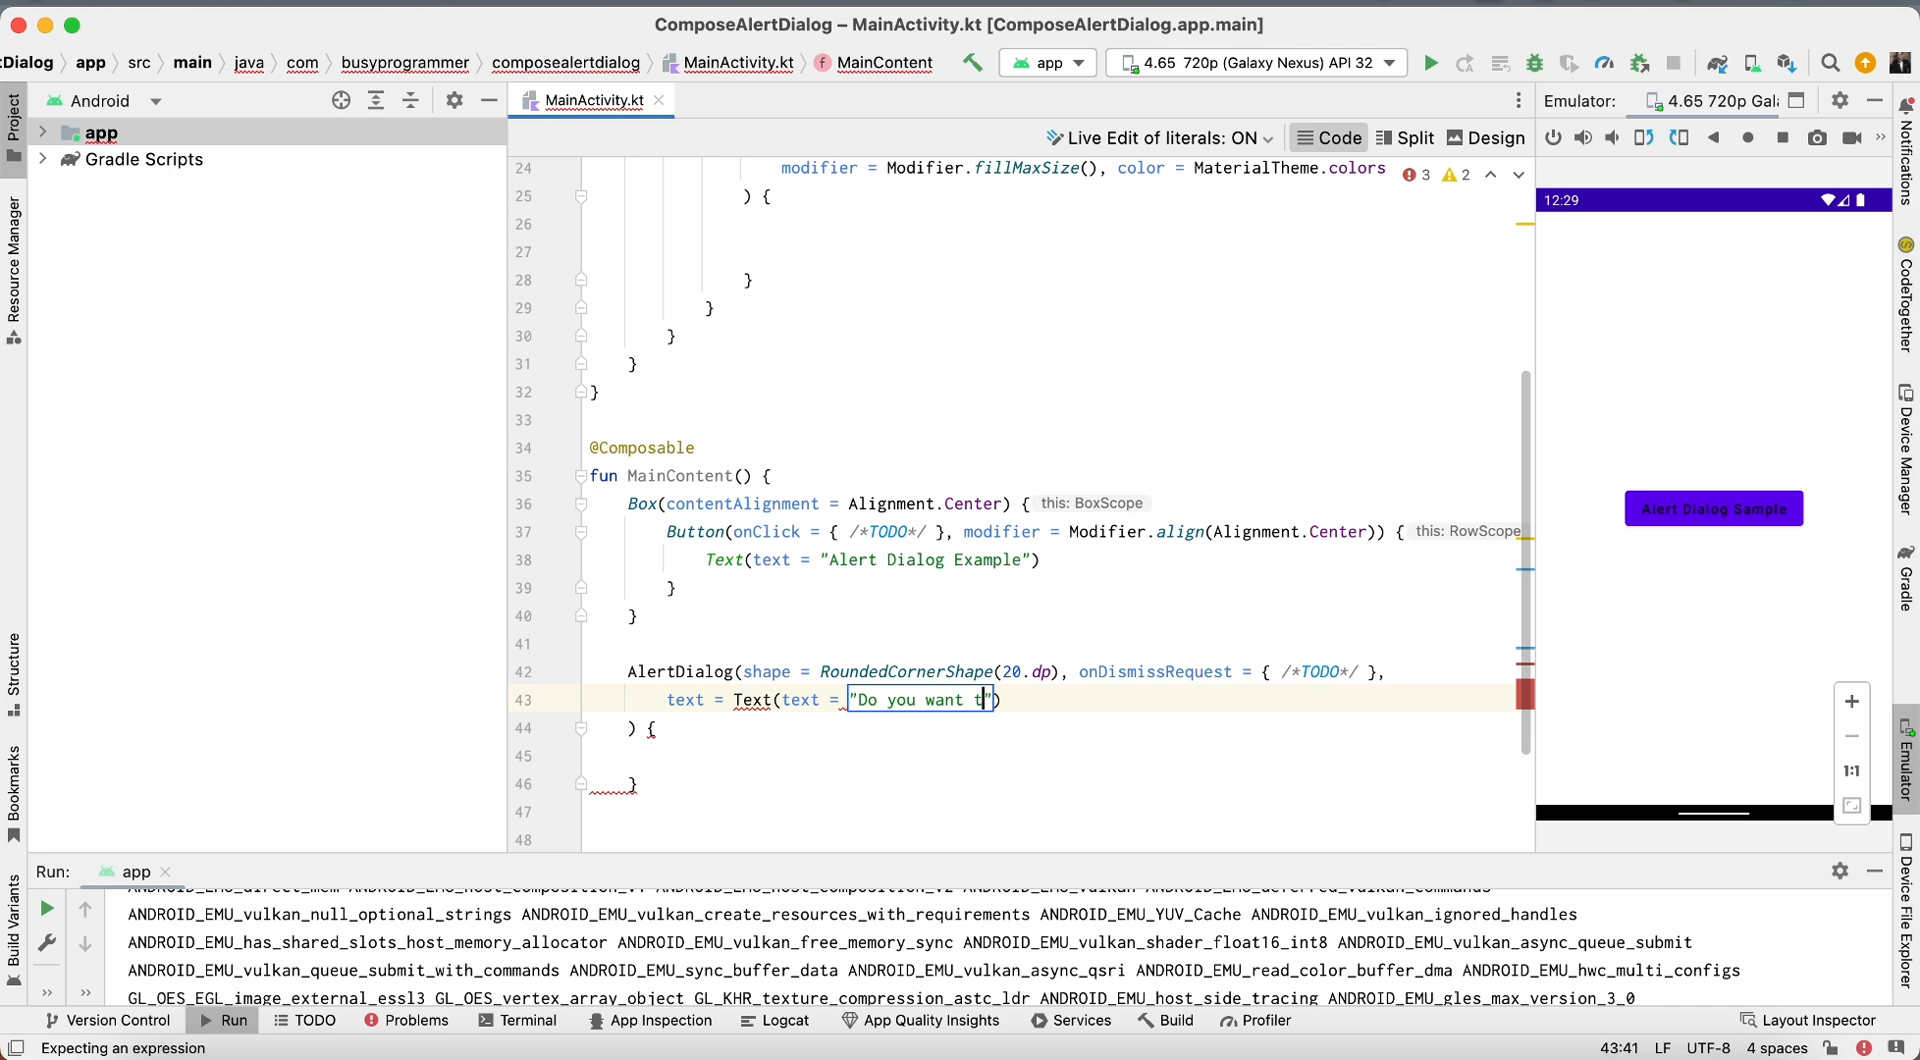 ComposeAlertDialog – MainActivity.kt [ComposeAlertDialog.app.main]
tDialog app src main java com busyprogrammer composealertdialog MainActivity.kt MainContent app 4.65 720p (Galaxy Nexus) API 32
Android
MainActivity.kt
Emulator: 4.65 720p Gala
Project
app
Gradle Scripts
Live Edit of literals: ON Code Split Design
Notifications
24 modifier = Modifier.fillMaxSize(), color = MaterialTheme.colors 3 2
25 ) {
26
27
28 }
29 }
30 }
31 }
32 }
33
34 @Composable
35 fun MainContent() {
36 Box(contentAlignment = Alignment.Center) { this: BoxScope
37 Button(onClick = { /*TODO*/ }, modifier = Modifier.align(Alignment.Center)) { this: RowScope
38 Text(text = "Alert Dialog Example")
39 }
40 }
41
42 AlertDialog(shape = RoundedCornerShape(20.dp), onDismissRequest = { /*TODO*/ },
43 text = Text(text = "Do you want t")
44 ) {
45
46 }
47
48
12:29
Alert Dialog Sample
1:1
Resource Manager
Structure
Bookmarks
Build Variants
CodeTogether
Device Manager
Gradle
Emulator
Device File Explorer
Run: app
ANDROID_EMU_direct_mem ANDROID_EMU_host_composition_v1 ANDROID_EMU_host_composition_v2 ANDROID_EMU_vulkan ANDROID_EMU_deferred_vulkan_commands
ANDROID_EMU_vulkan_null_optional_strings ANDROID_EMU_vulkan_create_resources_with_requirements ANDROID_EMU_YUV_Cache ANDROID_EMU_vulkan_ignored_handles
ANDROID_EMU_has_shared_slots_host_memory_allocator ANDROID_EMU_vulkan_free_memory_sync ANDROID_EMU_vulkan_shader_float16_int8 ANDROID_EMU_vulkan_async_queue_submit
ANDROID_EMU_vulkan_queue_submit_with_commands ANDROID_EMU_sync_buffer_data ANDROID_EMU_vulkan_async_qsri ANDROID_EMU_read_color_buffer_dma ANDROID_EMU_hwc_multi_configs
GL_OES_EGL_image_external_essl3 GL_OES_vertex_array_object GL_KHR_texture_compression_astc_ldr ANDROID_EMU_host_side_tracing ANDROID_EMU_gles_max_version_3_0
Version Control Run TODO Problems Terminal App Inspection Logcat App Quality Insights Services Build Profiler Layout Inspector
Expecting an expression 43:41 LF UTF-8 4 spaces